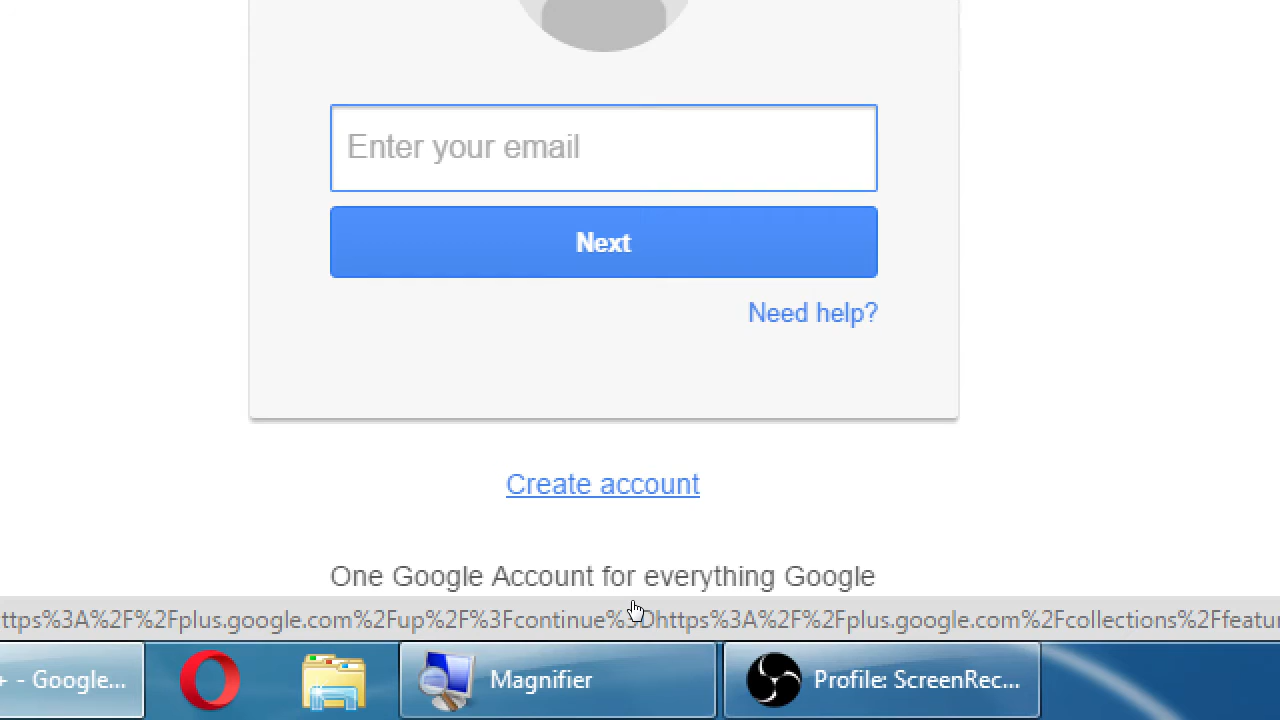 Enter your email
Next
Need help?
Create account
One Google Account for everything Google
ttps%3A%2F%2Fplus.google.com%2Fup%2F%3Fcontinue%3Dhttps%3A%2F%2Fplus.google.com%2Fcollections%2Ffeatur
+ - Google...
Magnifier
Profile: ScreenRec...